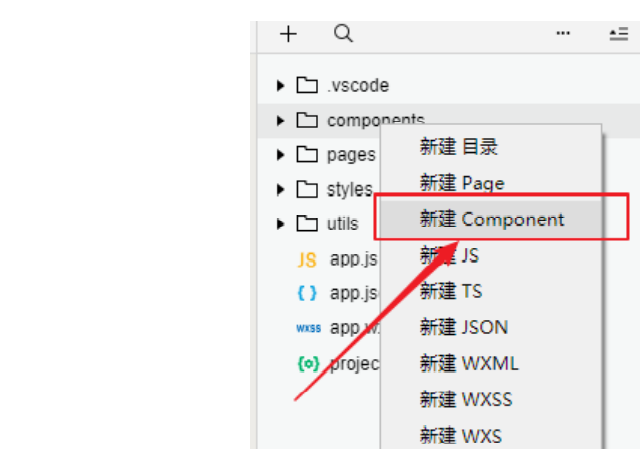 .vscode
components
新建 目录
pages
新建 Page
styles
新建 Component
utils
JS app.js
新建 JS
{} app.js
新建 TS
wxss app.w
新建 JSON
{o} projec
新建 WXML
新建 WXSS
新建 WXS